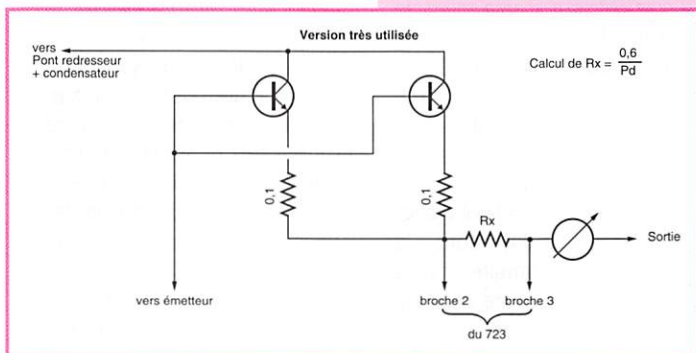 Version très utilisée
vers
Pont redresseur
+ condensateur
Calcul de Rx = 0,6
Pd
0,1
0,1
Rx
Sortie
vers émetteur
broche 2
broche 3
du 723